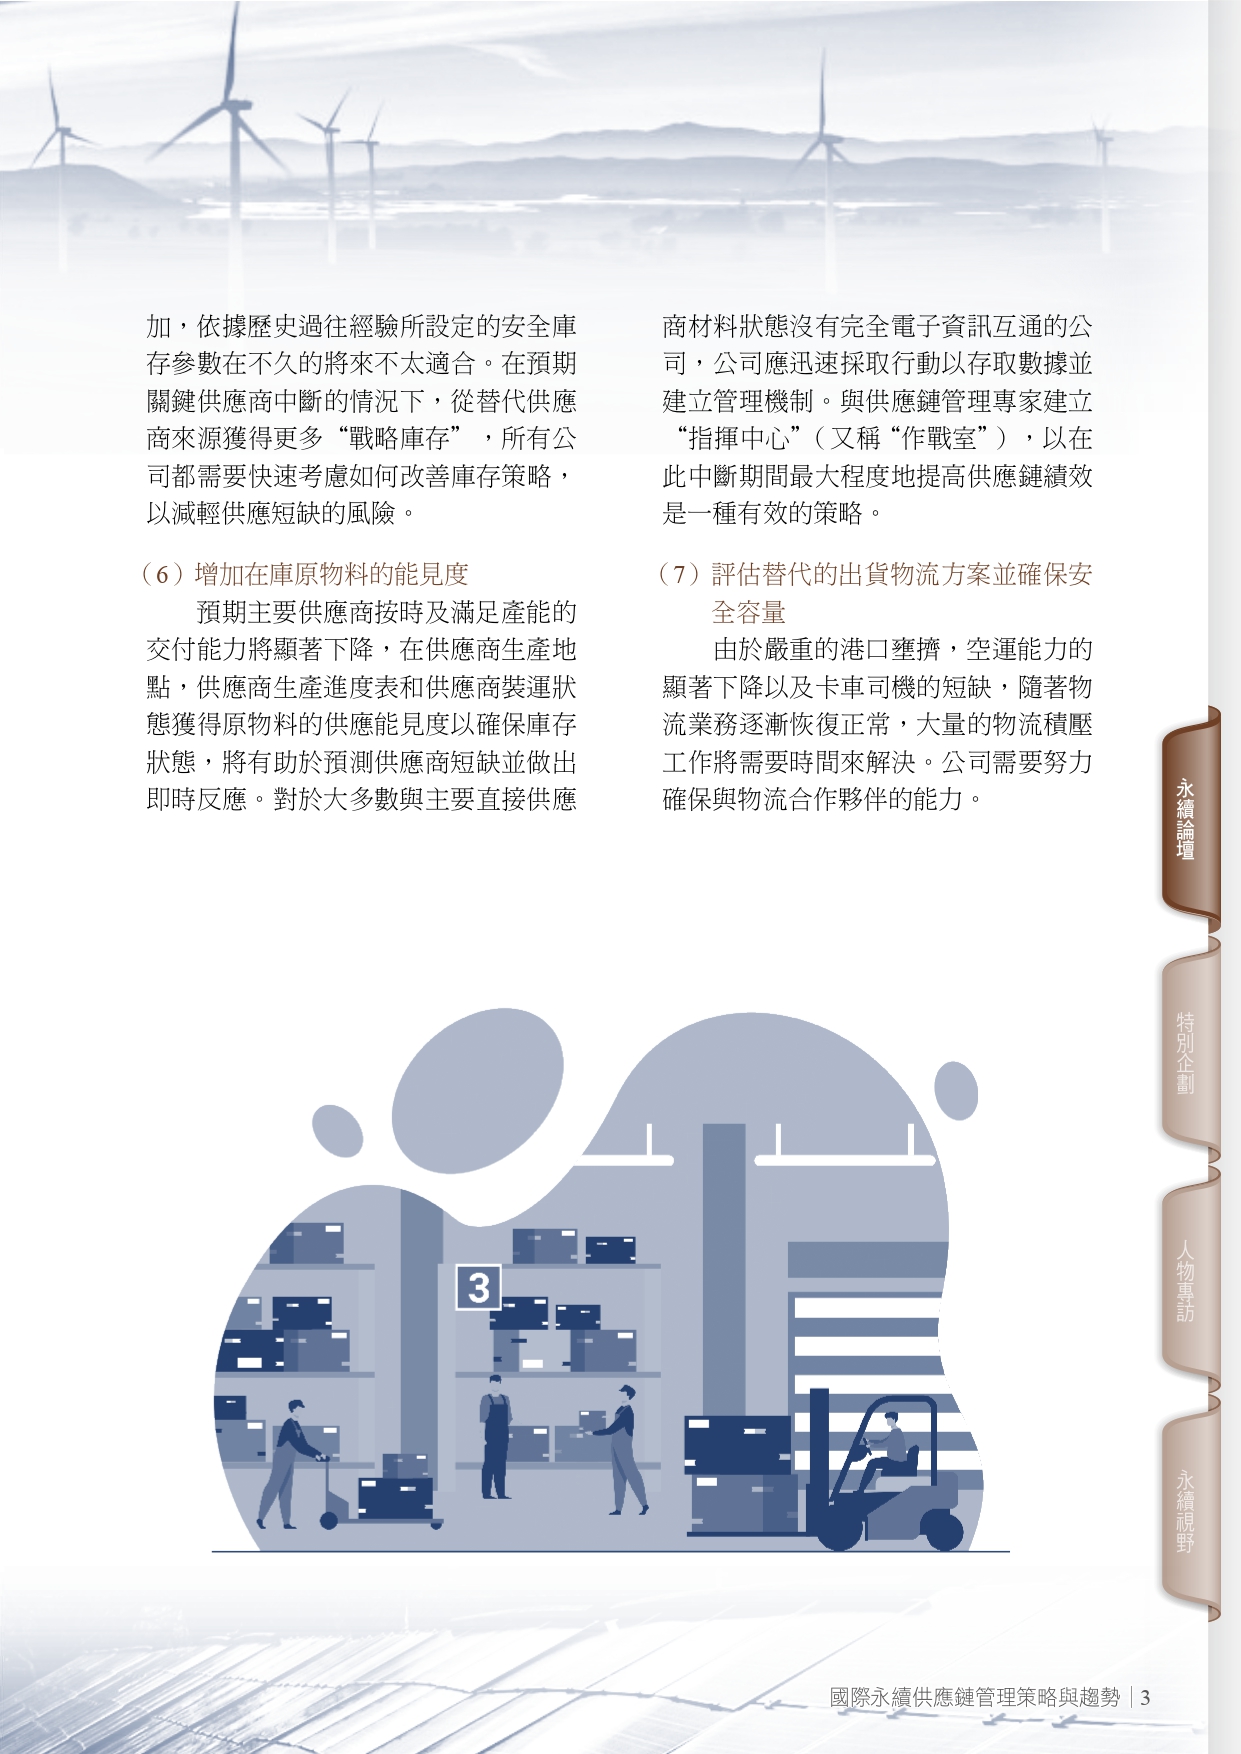 加，依據歷史過往經驗所設定的安全庫
存參數在不久的將來不太適合。在預期
關鍵供應商中斷的情況下，從替代供應
商來源獲得更多“戰略庫存”，所有公
司都需要快速考慮如何改善庫存策略，
以減輕供應短缺的風險。
（6）增加在庫原物料的能見度
預期主要供應商按時及滿足產能的
交付能力將顯著下降，在供應商生產地
點，供應商生產進度表和供應商裝運狀
態獲得原物料的供應能見度以確保庫存
狀態，將有助於預測供應商短缺並做出
即時反應。對於大多數與主要直接供應
商材料狀態沒有完全電子資訊互通的公
司，公司應迅速採取行動以存取數據並
建立管理機制。與供應鏈管理專家建立
“指揮中心”（又稱“作戰室”），以在
此中斷期間最大程度地提高供應鏈績效
是一種有效的策略。
（7）評估替代的出貨物流方案並確保安
全容量
由於嚴重的港口壅擠，空運能力的
顯著下降以及卡車司機的短缺，隨著物
流業務逐漸恢復正常，大量的物流積壓
工作將需要時間來解決。公司需要努力
確保與物流合作夥伴的能力。
3
永續論壇
特別企劃
人物專訪
永續視野
國際永續供應鏈管理策略與趨勢｜3